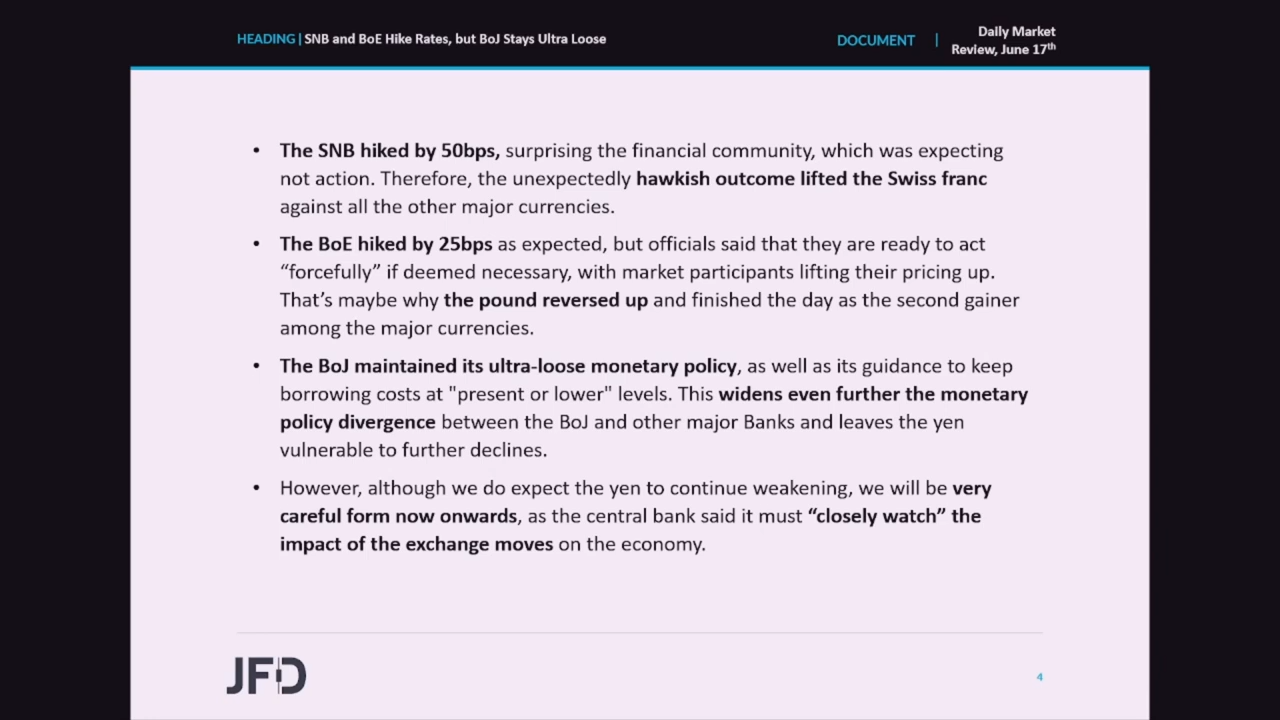 HEADING | SNB and BoE Hike Rates, but BoJ Stays Ultra Loose
DOCUMENT |
Daily Market
Review, June 17th
• The SNB hiked by 50bps, surprising the financial community, which was expecting
not action. Therefore, the unexpectedly hawkish outcome lifted the Swiss franc
against all the other major currencies.
• The BoE hiked by 25bps as expected, but officials said that they are ready to act
“forcefully” if deemed necessary, with market participants lifting their pricing up.
That’s maybe why the pound reversed up and finished the day as the second gainer
among the major currencies.
• The BoJ maintained its ultra-loose monetary policy, as well as its guidance to keep
borrowing costs at "present or lower" levels. This widens even further the monetary
policy divergence between the BoJ and other major Banks and leaves the yen
vulnerable to further declines.
• However, although we do expect the yen to continue weakening, we will be very
careful form now onwards, as the central bank said it must “closely watch” the
impact of the exchange moves on the economy.
JFD
4